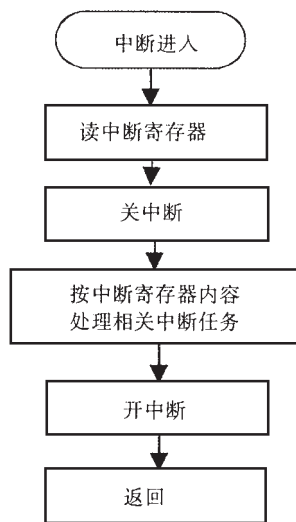 中断进入
读中断寄存器
关中断
按中断寄存器内容
处理相关中断任务
开中断
返回